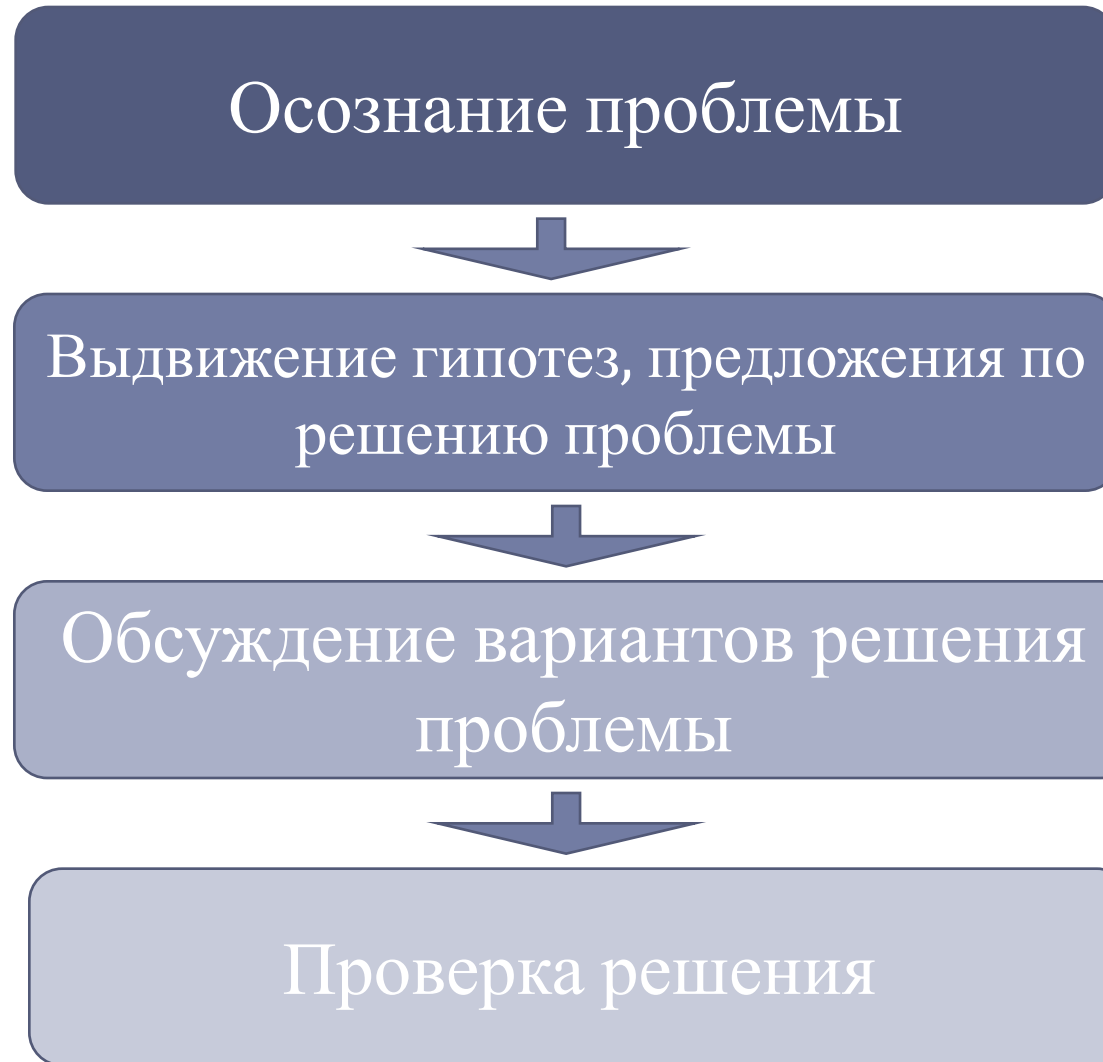 Осознание проблемы
Выдвижение гипотез, предложения по
решению проблемы
Обсуждение вариантов решения
проблемы
Проверка решения